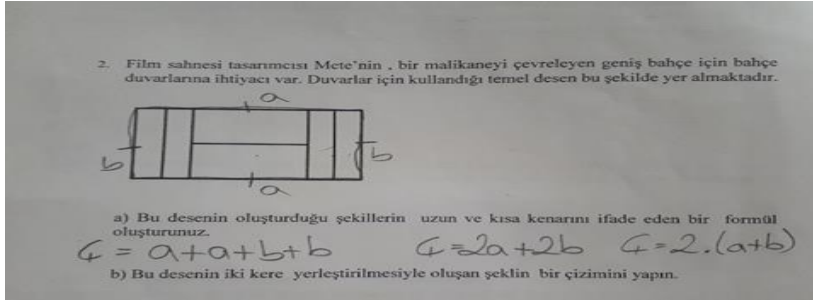 2. Film sahnesi tasarımcısı Mete'nin , bir malikaneyi çevreleyen geniş bahçe için bahçe
duvarlarına ihtiyacı var. Duvarlar için kullandığı temel desen bu şekilde yer almaktadır.
a
b
b
a
a) Bu desenin oluşturduğu şekillerin uzun ve kısa kenarını ifade eden bir formül
oluşturunuz.
Ç = a+a+b+b Ç=2a+2b Ç=2.(a+b)
b) Bu desenin iki kere yerleştirilmesiyle oluşan şeklin bir çizimini yapın.